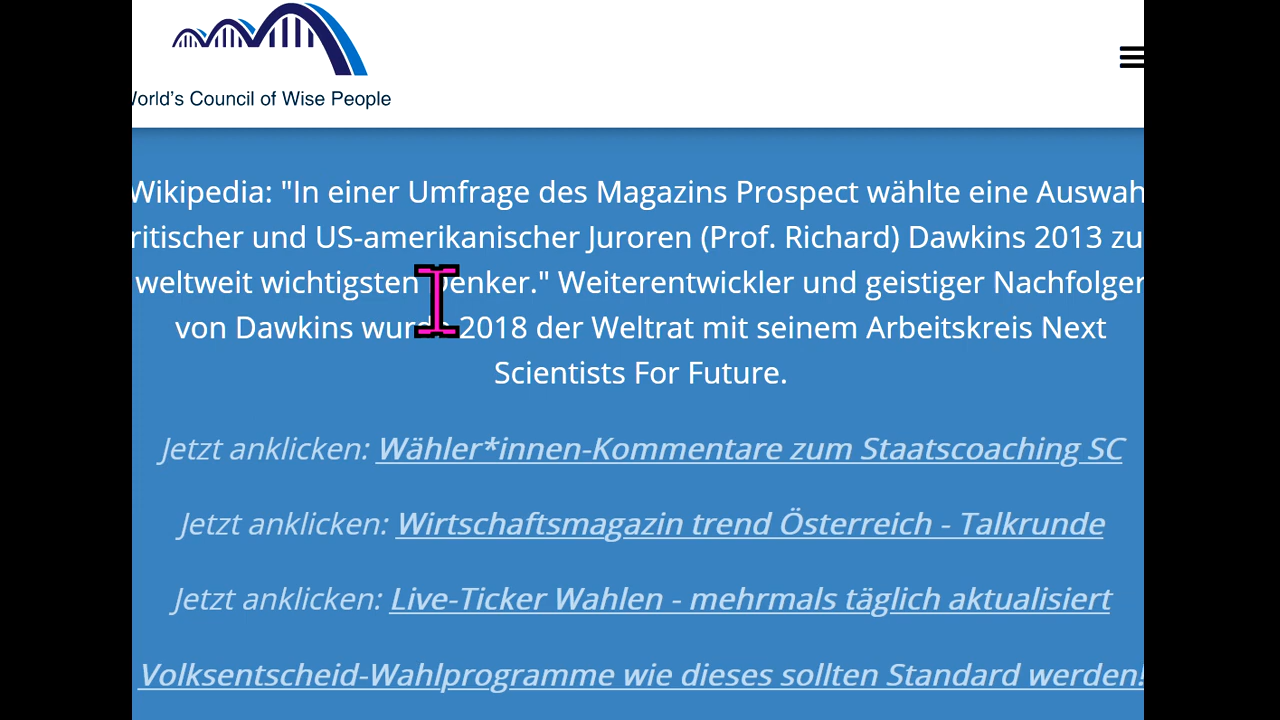 World's Council of Wise People
Wikipedia: "In einer Umfrage des Magazins Prospect wählte eine Auswah
ritischer und US-amerikanischer Juroren (Prof. Richard) Dawkins 2013 zu
weltweit wichtigsten Denker." Weiterentwickler und geistiger Nachfolger
von Dawkins wurde 2018 der Weltrat mit seinem Arbeitskreis Next
Scientists For Future.
Jetzt anklicken: Wähler*innen-Kommentare zum Staatscoaching SC
Jetzt anklicken: Wirtschaftsmagazin trend Österreich - Talkrunde
Jetzt anklicken: Live-Ticker Wahlen - mehrmals täglich aktualisiert
Volksentscheid-Wahlprogramme wie dieses sollten Standard werden!